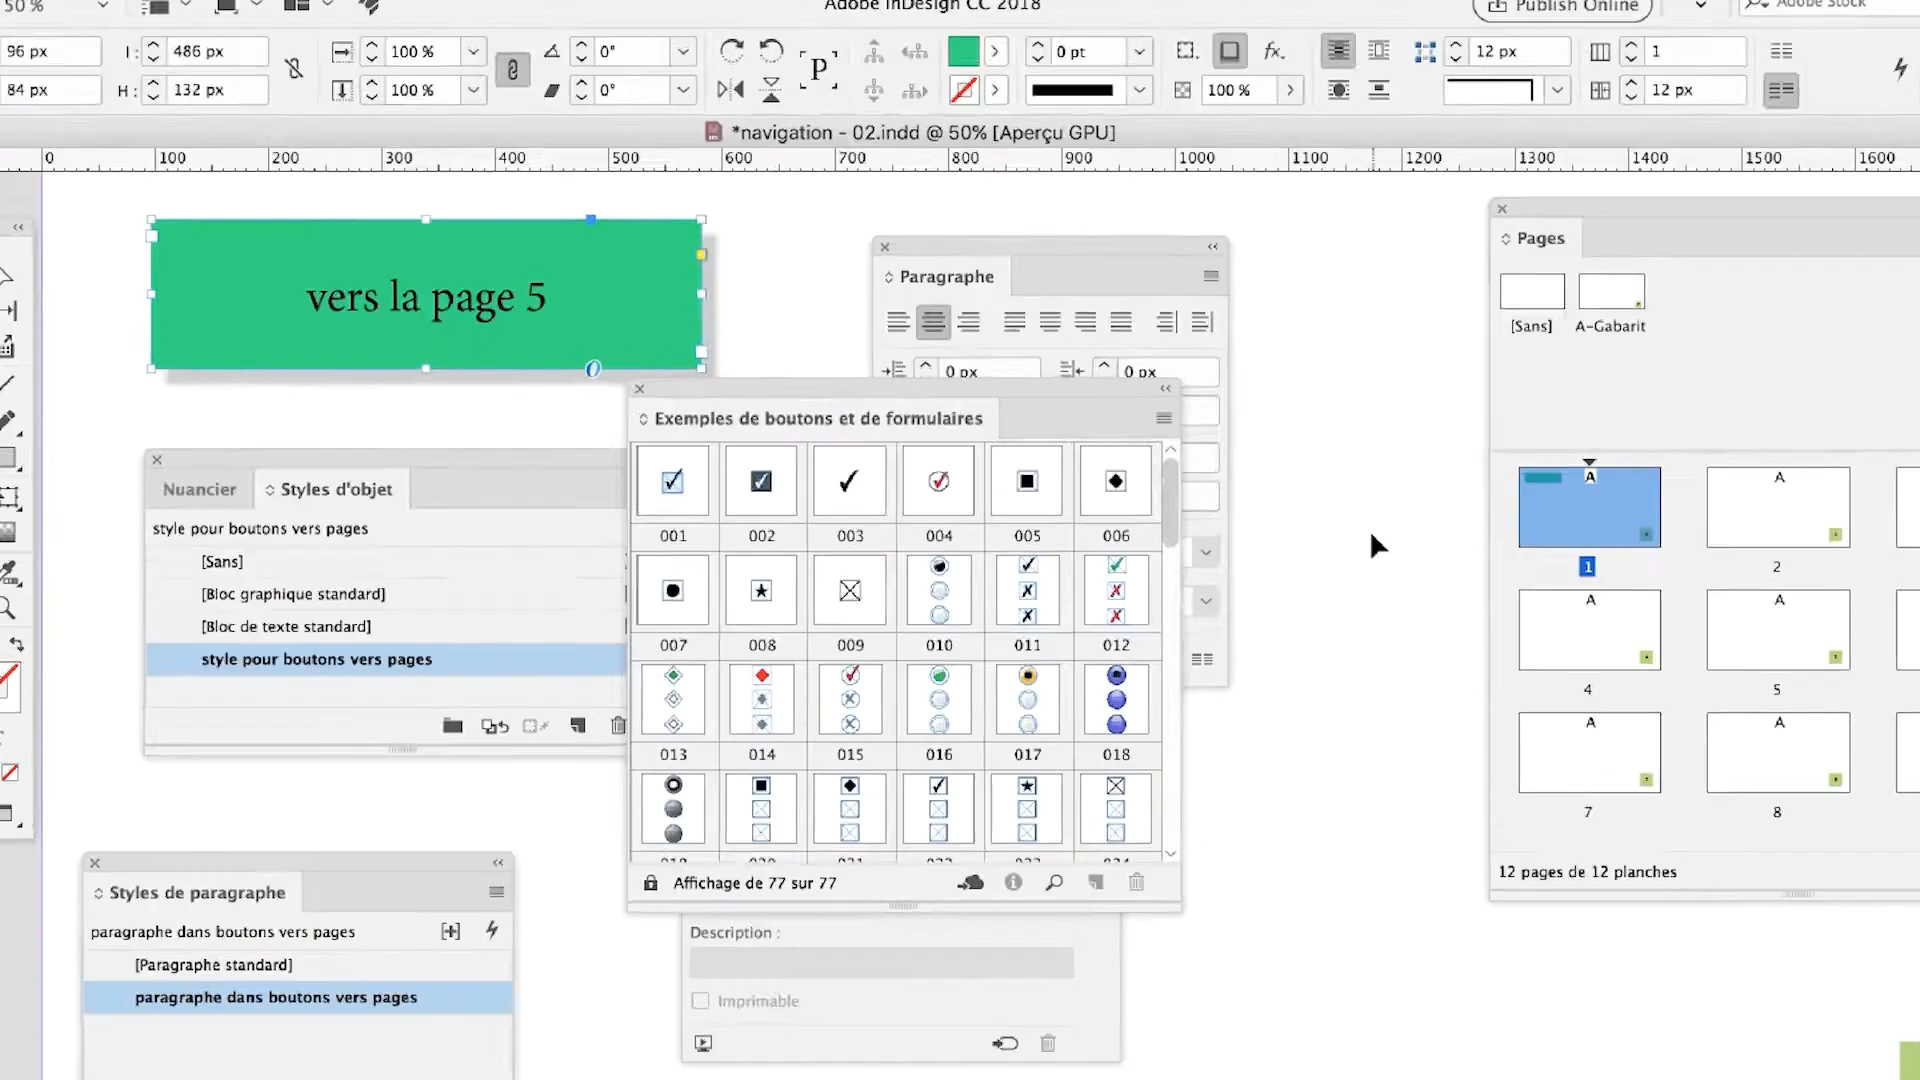 50 %
Adobe InDesign CC 2018
Publish Online
Adobe Stock
96 px
L : 486 px
100 %
0°
0 pt
12 px
1
84 px
H : 132 px
100 %
0°
100 %
12 px
P
fx.
*navigation - 02.indd @ 50% [Aperçu GPU]
0 100 200 300 400 500 600 700 800 900 1000 1100 1200 1300 1400 1500 1600
vers la page 5
Paragraphe
0 px
0 px
Exemples de boutons et de formulaires
001 002 003 004 005 006
007 008 009 010 011 012
013 014 015 016 017 018
Affichage de 77 sur 77
Description :
Imprimable
Nuancier
Styles d'objet
style pour boutons vers pages
[Sans]
[Bloc graphique standard]
[Bloc de texte standard]
style pour boutons vers pages
Styles de paragraphe
paragraphe dans boutons vers pages
[Paragraphe standard]
paragraphe dans boutons vers pages
Pages
[Sans]
A-Gabarit
A A
1 2
A A
4 5
A A
7 8
12 pages de 12 planches